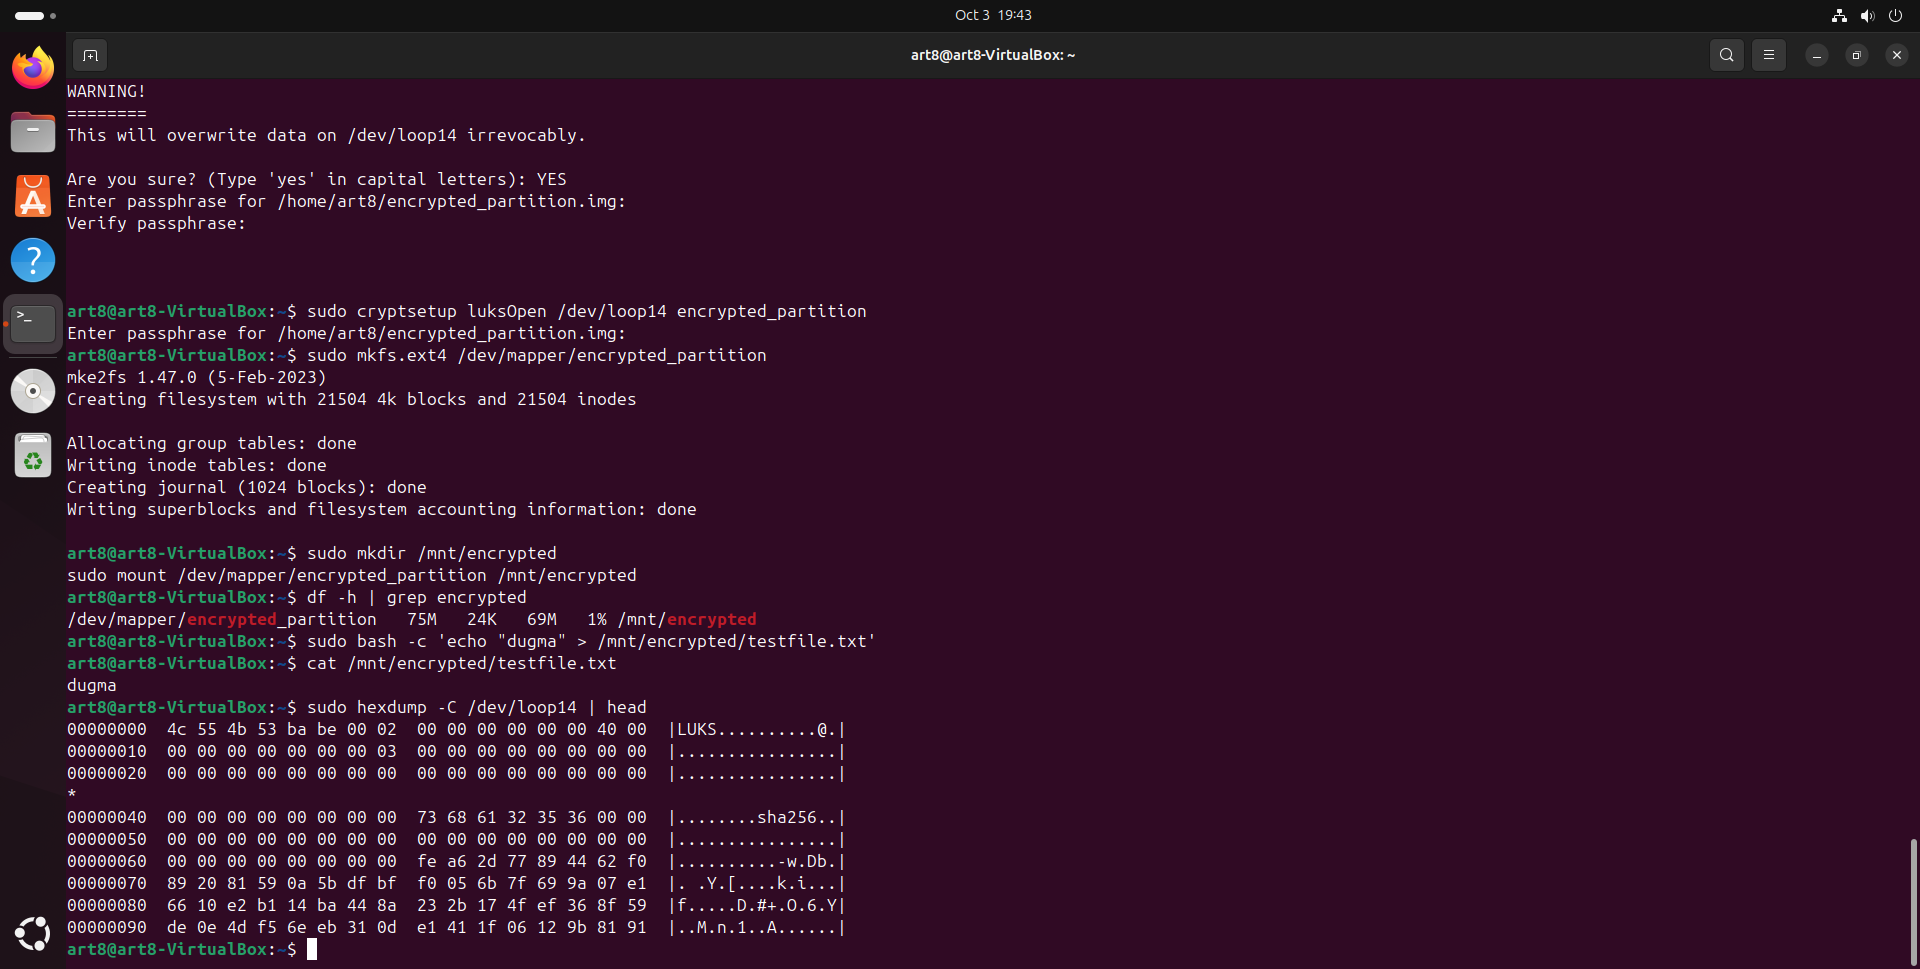 Oct 3 19:43
art8@art8-VirtualBox: ~
WARNING!
========
This will overwrite data on /dev/loop14 irrevocably.
Are you sure? (Type 'yes' in capital letters): YES
Enter passphrase for /home/art8/encrypted_partition.img:
Verify passphrase:
art8@art8-VirtualBox:~$ sudo cryptsetup luksOpen /dev/loop14 encrypted_partition
Enter passphrase for /home/art8/encrypted_partition.img:
art8@art8-VirtualBox:~$ sudo mkfs.ext4 /dev/mapper/encrypted_partition
mke2fs 1.47.0 (5-Feb-2023)
Creating filesystem with 21504 4k blocks and 21504 inodes
Allocating group tables: done
Writing inode tables: done
Creating journal (1024 blocks): done
Writing superblocks and filesystem accounting information: done
art8@art8-VirtualBox:~$ sudo mkdir /mnt/encrypted
sudo mount /dev/mapper/encrypted_partition /mnt/encrypted
art8@art8-VirtualBox:~$ df -h | grep encrypted
/dev/mapper/encrypted_partition   75M   24K   69M   1% /mnt/encrypted
art8@art8-VirtualBox:~$ sudo bash -c 'echo "dugma" > /mnt/encrypted/testfile.txt'
art8@art8-VirtualBox:~$ cat /mnt/encrypted/testfile.txt
dugma
art8@art8-VirtualBox:~$ sudo hexdump -C /dev/loop14 | head
00000000  4c 55 4b 53 ba be 00 02  00 00 00 00 00 00 40 00  |LUKS..........@.|
00000010  00 00 00 00 00 00 00 03  00 00 00 00 00 00 00 00  |................|
00000020  00 00 00 00 00 00 00 00  00 00 00 00 00 00 00 00  |................|
*
00000040  00 00 00 00 00 00 00 00  73 68 61 32 35 36 00 00  |........sha256..|
00000050  00 00 00 00 00 00 00 00  00 00 00 00 00 00 00 00  |................|
00000060  00 00 00 00 00 00 00 00  fe a6 2d 77 89 44 62 f0  |..........-w.Db.|
00000070  89 20 81 59 0a 5b df bf  f0 05 6b 7f 69 9a 07 e1  |. .Y.[....k.i...|
00000080  66 10 e2 b1 14 ba 44 8a  23 2b 17 4f ef 36 8f 59  |f.....D.#+.O.6.Y|
00000090  de 0e 4d f5 6e eb 31 0d  e1 41 1f 06 12 9b 81 91  |..M.n.1..A......|
art8@art8-VirtualBox:~$